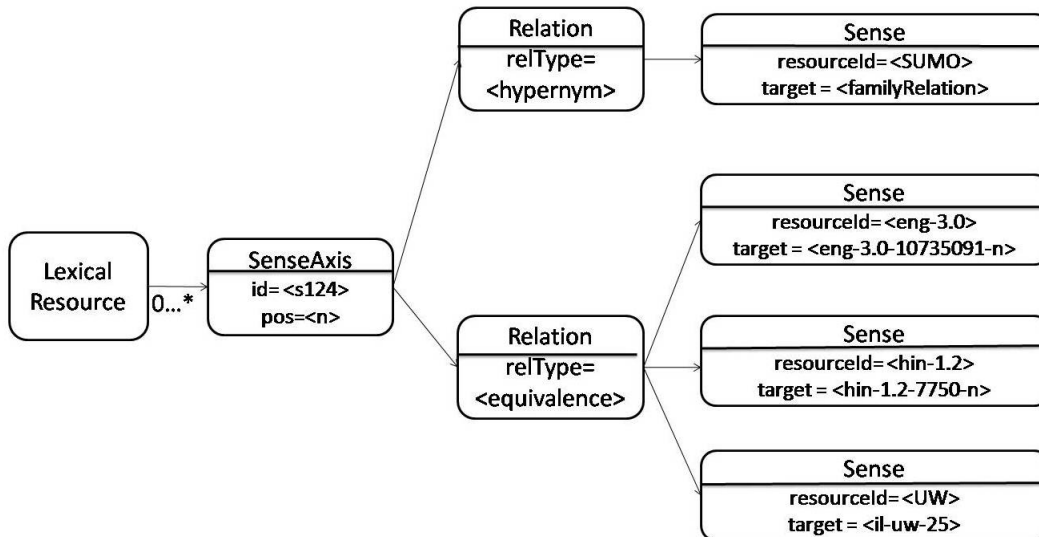 Lexical
Resource
0...*
SenseAxis
id= <s124>
pos=<n>
Relation
relType=
<hypernym>
Sense
resourceId=<SUMO>
target = <familyRelation>
Relation
relType=
<equivalence>
Sense
resourceId=<eng-3.0>
target = <eng-3.0-10735091-n>
Sense
resourceId=<hin-1.2>
target = <hin-1.2-7750-n>
Sense
resourceId=<UW>
target = <il-uw-25>